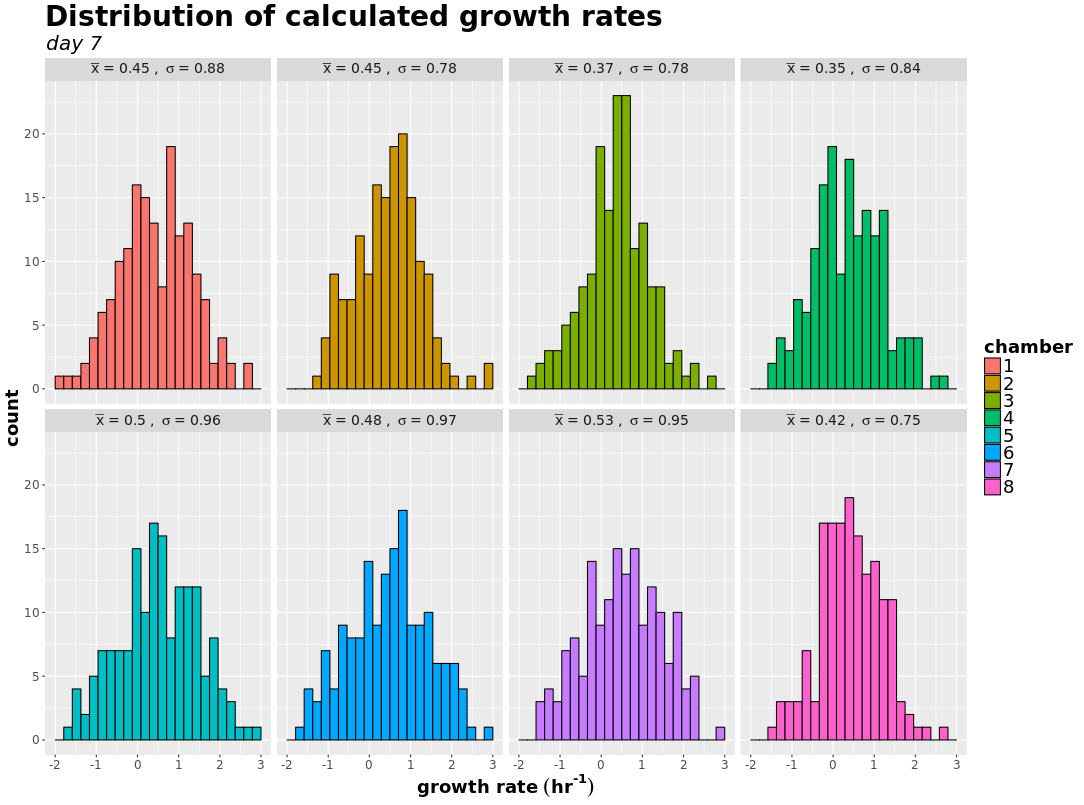 Distribution of calculated growth rates
day 7
x̅ = 0.45 , σ = 0.88
x̅ = 0.45 , σ = 0.78
x̅ = 0.37 , σ = 0.78
x̅ = 0.35 , σ = 0.84
20
15
10
5
0
x̅ = 0.5 , σ = 0.96
x̅ = 0.48 , σ = 0.97
x̅ = 0.53 , σ = 0.95
x̅ = 0.42 , σ = 0.75
20
15
10
5
0
count
-2 -1 0 1 2 3
-2 -1 0 1 2 3
-2 -1 0 1 2 3
-2 -1 0 1 2 3
growth rate (hr⁻¹)
chamber
1
2
3
4
5
6
7
8